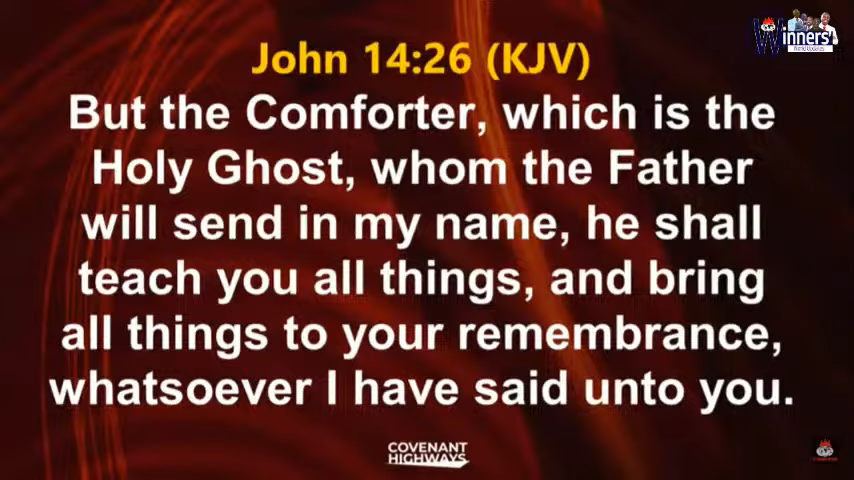 Winners'
World Updates
John 14:26 (KJV)
But the Comforter, which is the
Holy Ghost, whom the Father
will send in my name, he shall
teach you all things, and bring
all things to your remembrance,
whatsoever I have said unto you.
COVENANT
HIGHWAYS